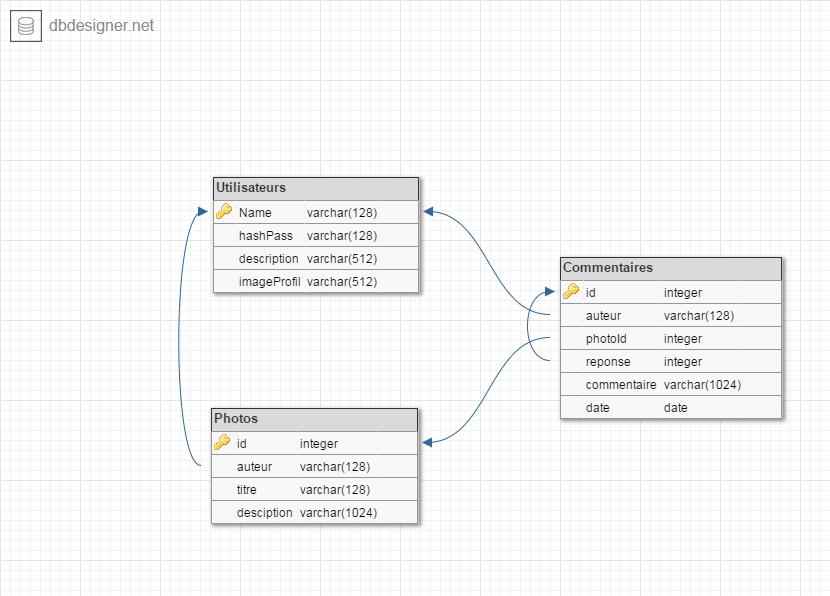 dbdesigner.net
Utilisateurs
Name varchar(128)
hashPass varchar(128)
description varchar(512)
imageProfil varchar(512)
Commentaires
id integer
auteur varchar(128)
photoId integer
reponse integer
commentaire varchar(1024)
date date
Photos
id integer
auteur varchar(128)
titre varchar(128)
desciption varchar(1024)